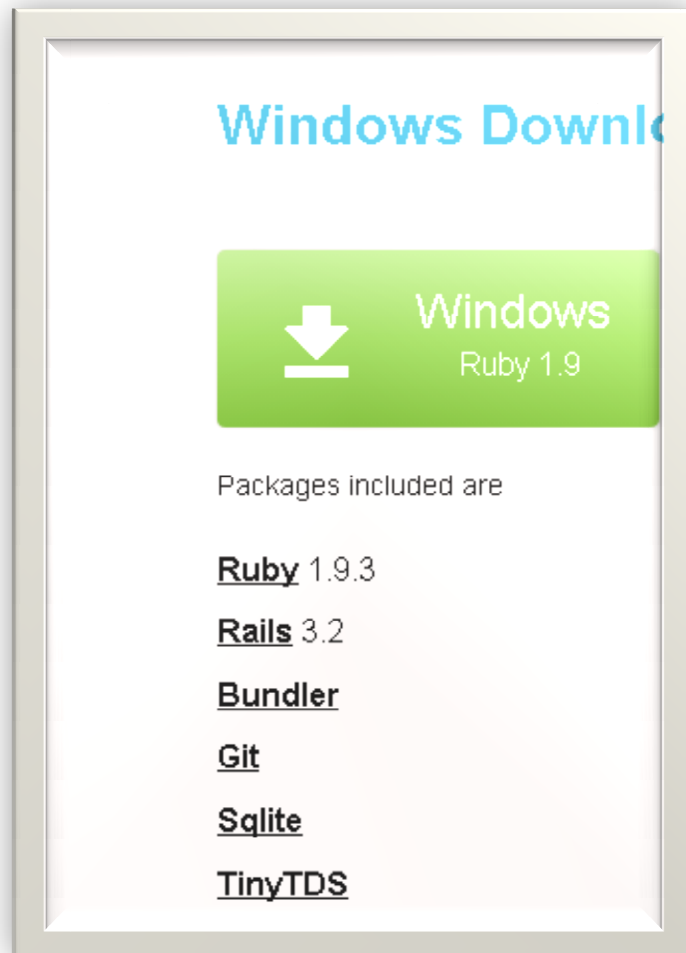 Windows Downlo
Windows
Ruby 1.9
Packages included are
Ruby 1.9.3
Rails 3.2
Bundler
Git
Sqlite
TinyTDS